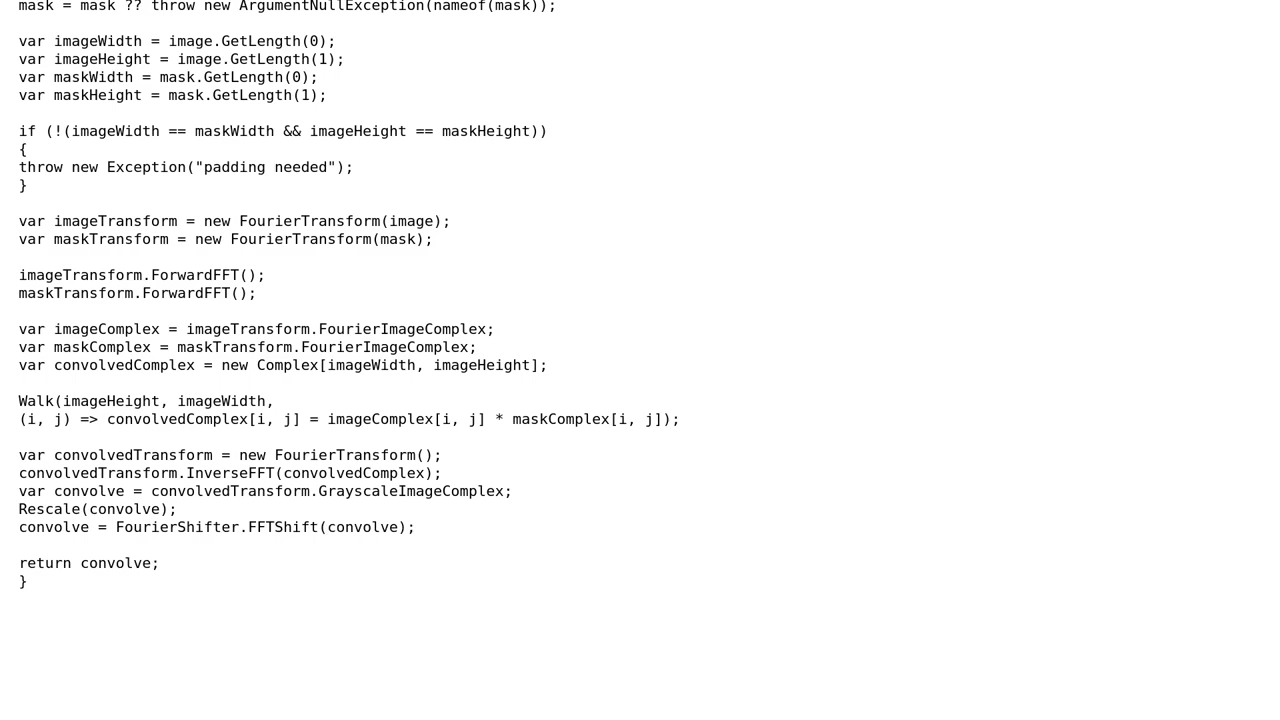 mask = mask ?? throw new ArgumentNullException(nameof(mask));
var imageWidth = image.GetLength(0);
var imageHeight = image.GetLength(1);
var maskWidth = mask.GetLength(0);
var maskHeight = mask.GetLength(1);
if (!(imageWidth == maskWidth && imageHeight == maskHeight))
{
throw new Exception("padding needed");
}
var imageTransform = new FourierTransform(image);
var maskTransform = new FourierTransform(mask);
imageTransform.ForwardFFT();
maskTransform.ForwardFFT();
var imageComplex = imageTransform.FourierImageComplex;
var maskComplex = maskTransform.FourierImageComplex;
var convolvedComplex = new Complex[imageWidth, imageHeight];
Walk(imageHeight, imageWidth,
(i, j) => convolvedComplex[i, j] = imageComplex[i, j] * maskComplex[i, j]);
var convolvedTransform = new FourierTransform();
convolvedTransform.InverseFFT(convolvedComplex);
var convolve = convolvedTransform.GrayscaleImageComplex;
Rescale(convolve);
convolve = FourierShifter.FFTShift(convolve);
return convolve;
}